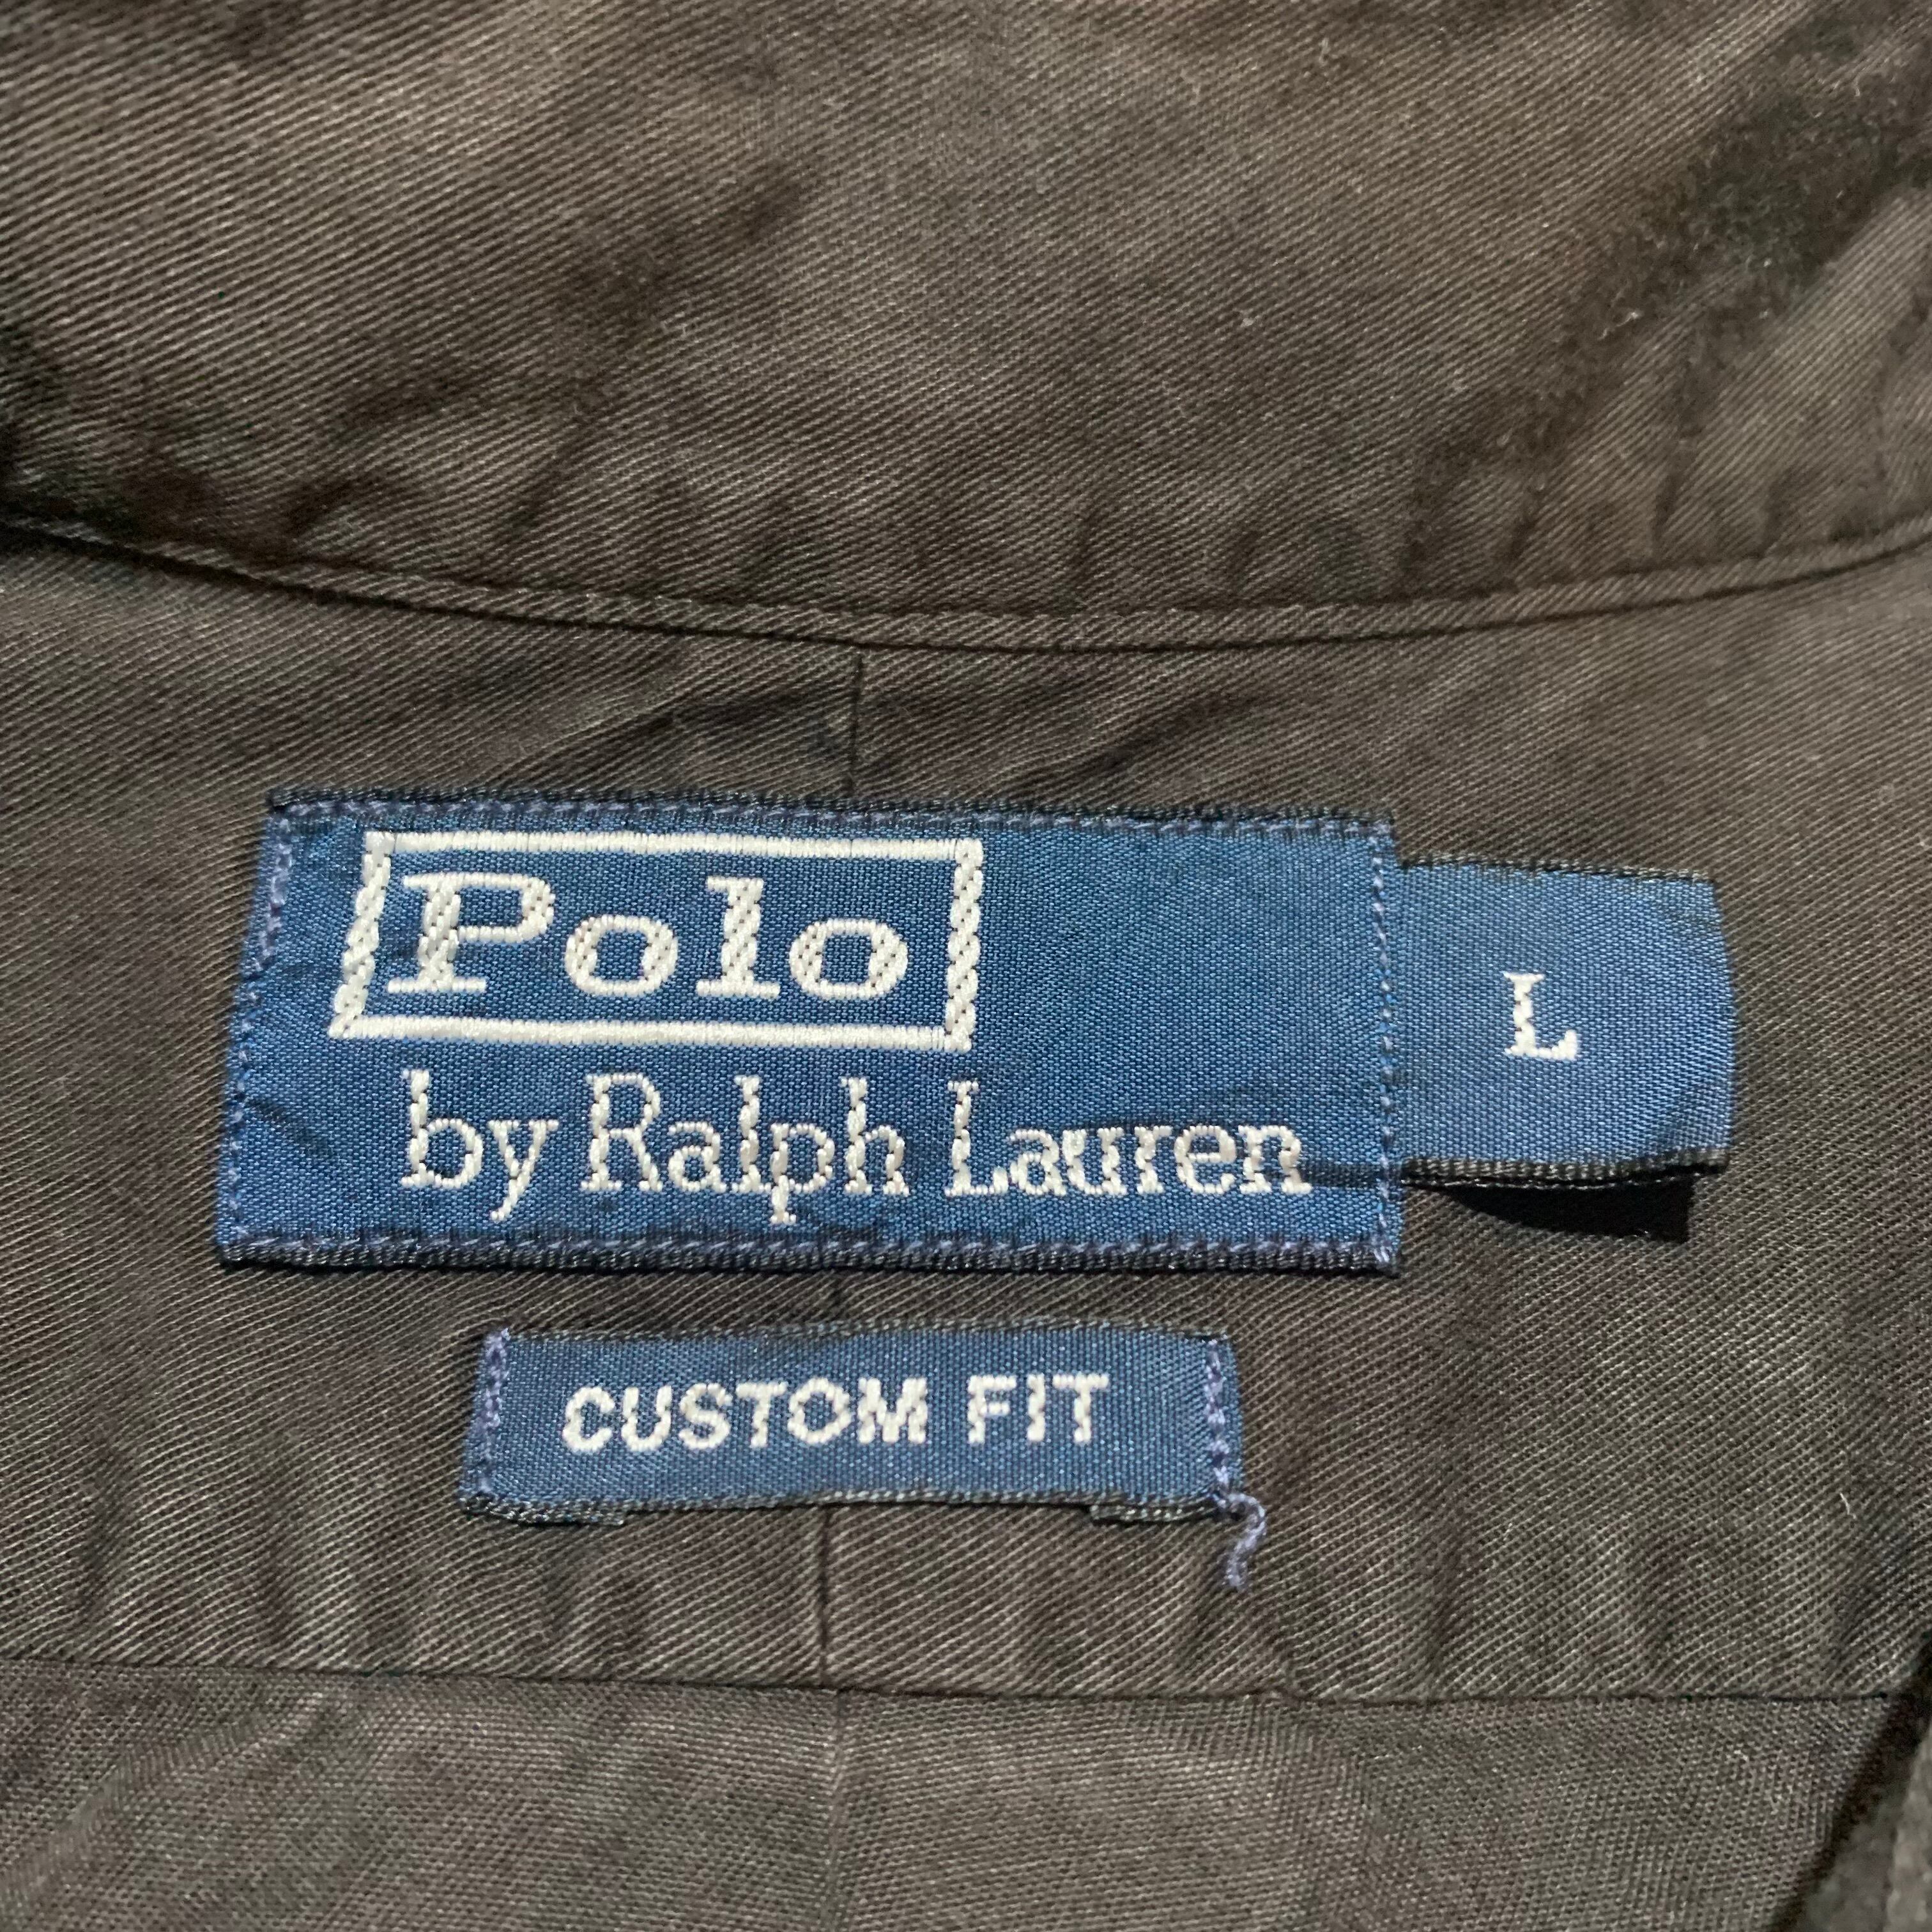 Polo
by Ralph Lauren
L
CUSTOM FIT